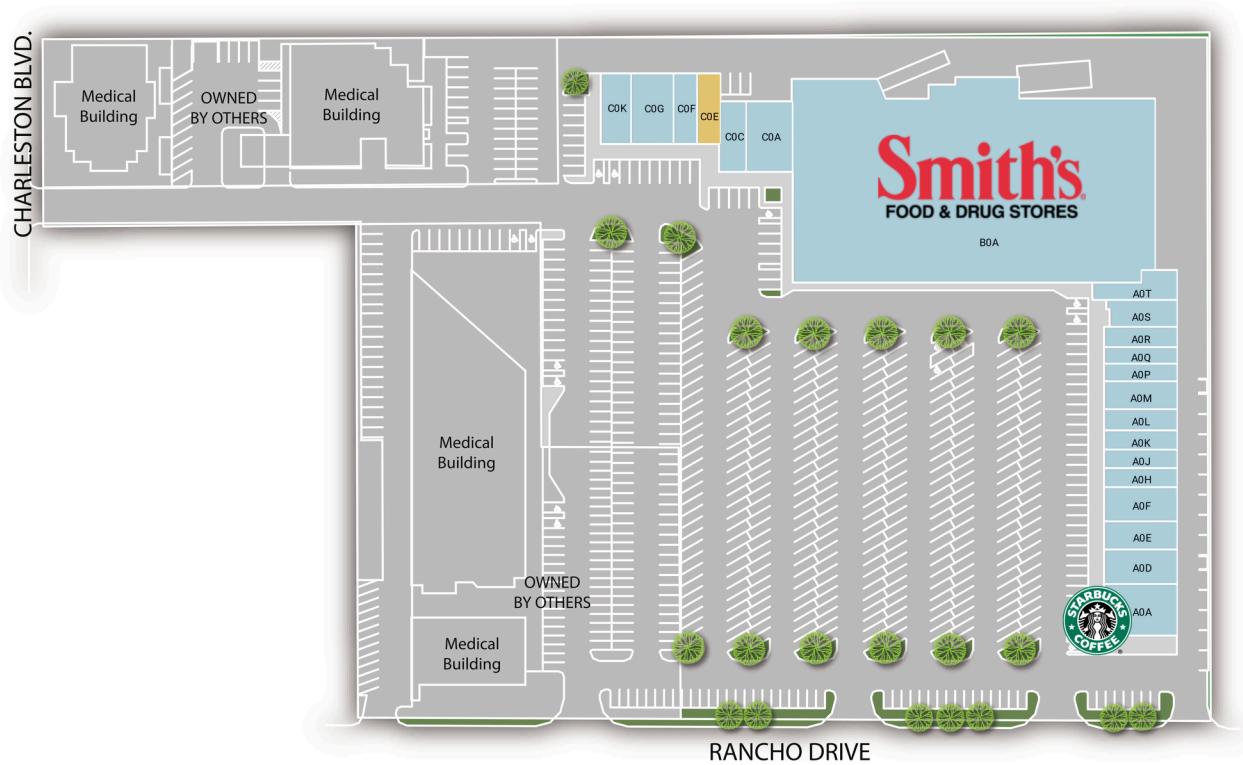 CHARLESTON BLVD.
Medical
Building
OWNED
BY OTHERS
Medical
Building
C0K
C0G
C0F
C0E
C0C
C0A
Smith's
FOOD & DRUG STORES
B0A
A0T
A0S
A0R
A0Q
A0P
A0M
A0L
A0K
A0J
A0H
A0F
A0E
A0D
A0A
Medical
Building
OWNED
BY OTHERS
Medical
Building
STARBUCKS
COFFEE
RANCHO DRIVE